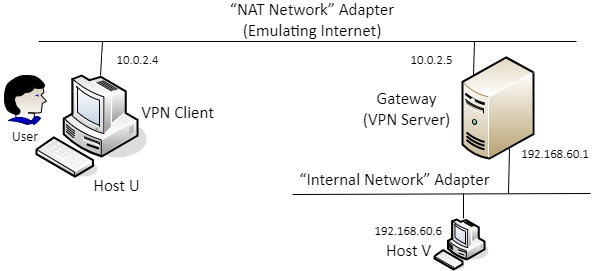 “NAT Network” Adapter
(Emulating Internet)
10.0.2.4
10.0.2.5
VPN Client
Gateway
(VPN Server)
User
Host U
192.168.60.1
“Internal Network” Adapter
192.168.60.6
Host V